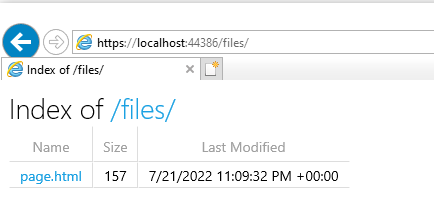 https://localhost:44386/files/
Index of /files/
Index of /files/
Name Size Last Modified
page.html 157 7/21/2022 11:09:32 PM +00:00